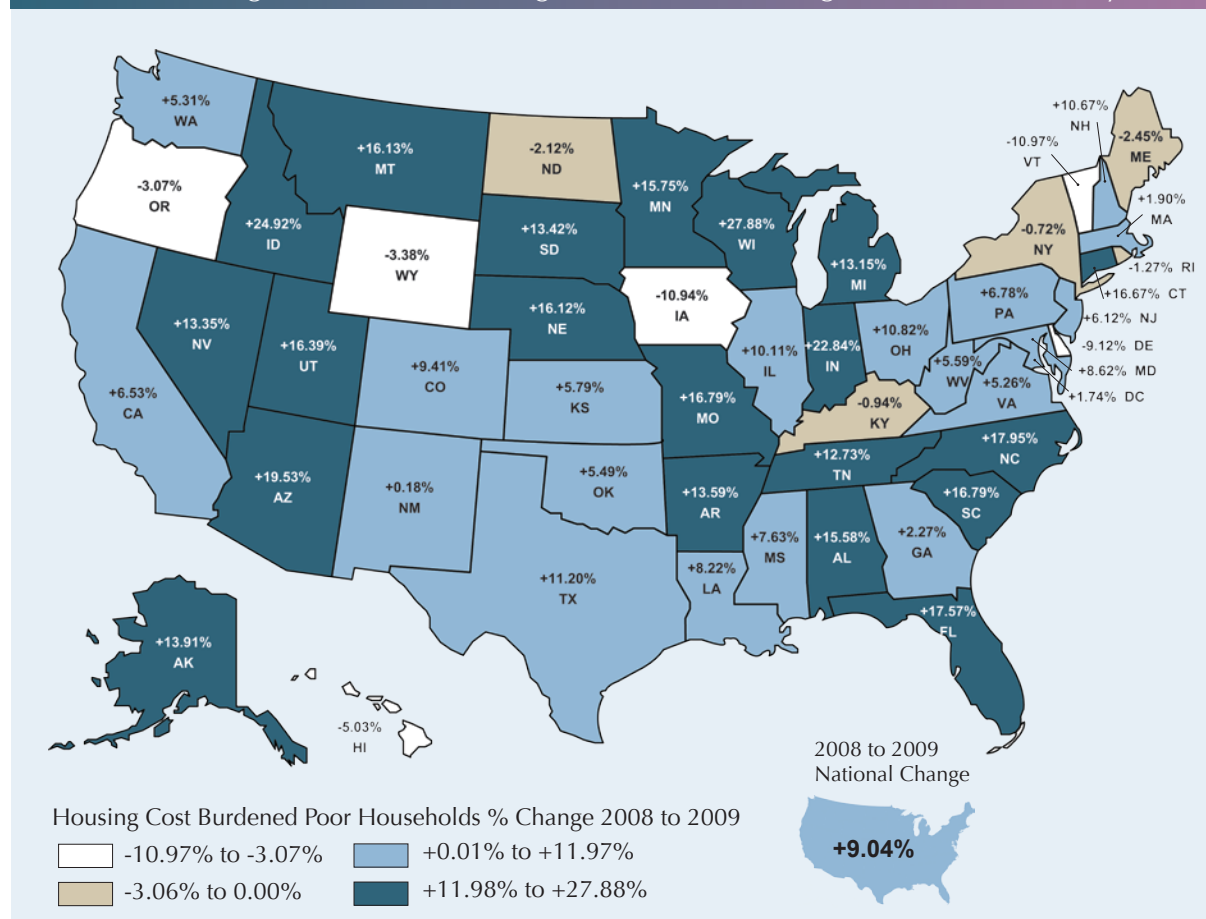 +5.31%
WA
-3.07%
OR
+6.53%
CA
+13.35%
NV
+24.92%
ID
+16.13%
MT
-3.38%
WY
+16.39%
UT
+9.41%
CO
+19.53%
AZ
+0.18%
NM
-2.12%
ND
+13.42%
SD
+16.12%
NE
+5.79%
KS
+5.49%
OK
+11.20%
TX
+15.75%
MN
-10.94%
IA
+16.79%
MO
+13.59%
AR
+8.22%
LA
+27.88%
WI
+10.11%
IL
+13.15%
MI
+22.84%
IN
+10.82%
OH
-0.94%
KY
+12.73%
TN
+7.63%
MS
+15.58%
AL
+2.27%
GA
+17.57%
FL
+16.79%
SC
+17.95%
NC
+5.26%
VA
+5.59%
WV
+6.78%
PA
-0.72%
NY
-10.97%
VT
+10.67%
NH
-2.45%
ME
+1.90%
MA
-1.27% RI
+16.67% CT
+6.12% NJ
-9.12% DE
+8.62% MD
+1.74% DC
+13.91%
AK
-5.03%
HI
2008 to 2009
National Change
+9.04%
Housing Cost Burdened Poor Households % Change 2008 to 2009
-10.97% to -3.07%
+0.01% to +11.97%
-3.06% to 0.00%
+11.98% to +27.88%